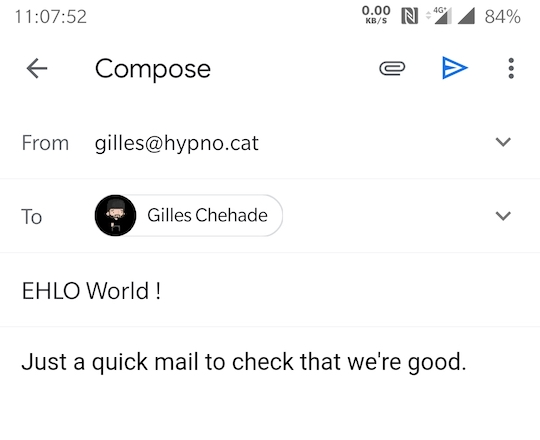 11:07:52 0.00 KB/S 4G+ 84%
Compose
From gilles@hypno.cat
To Gilles Chehade
EHLO World !
Just a quick mail to check that we're good.